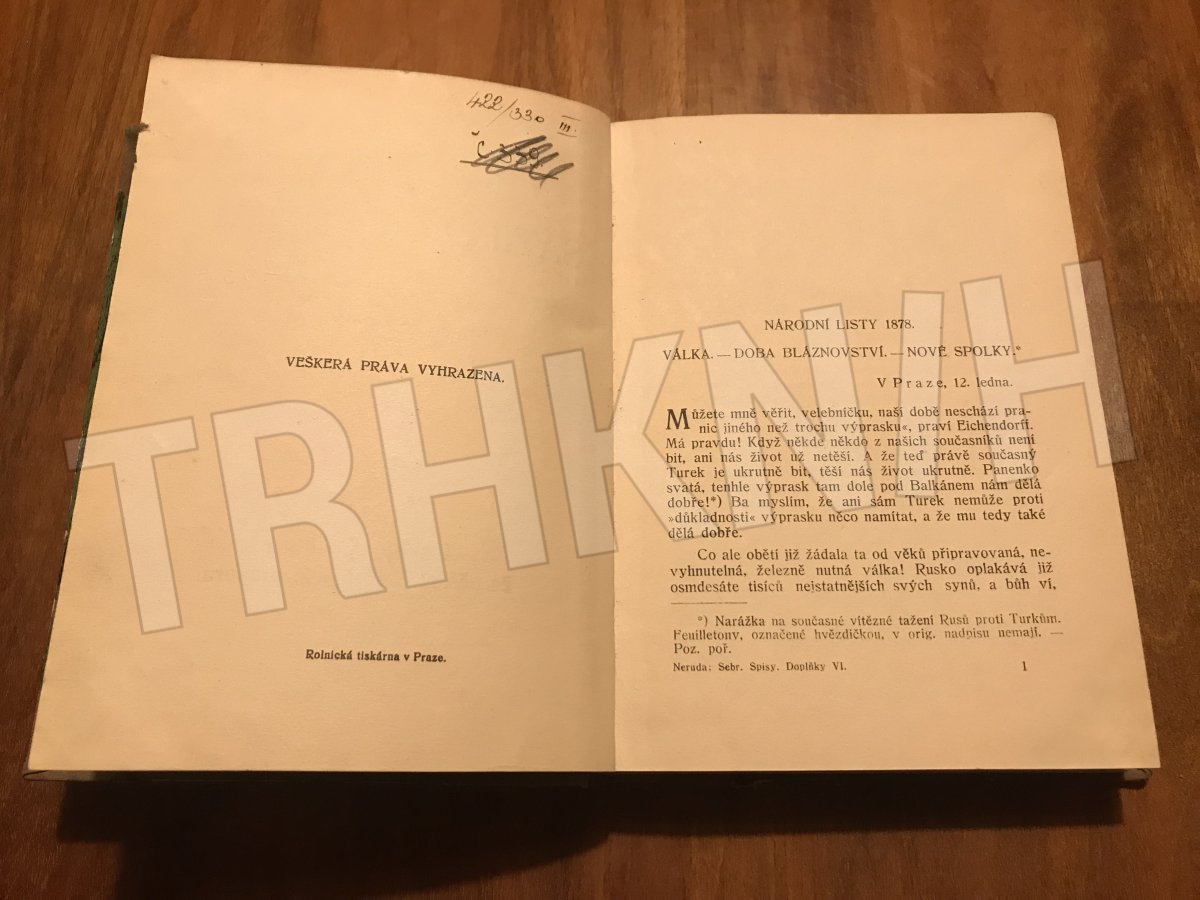 422/330 III.
VEŠKERÁ PRÁVA VYHRAZENA.
Rolnická tiskárna v Praze.
NÁRODNÍ LISTY 1878.
VÁLKA. — DOBA BLÁZNOVSTVÍ. — NOVÉ SPOLKY.*
V Praze, 12. ledna.
Můžete mně věřit, velebníčku, naší době neschází pra-
nic jiného než trochu výprasku«, praví Eichendorff.
Má pravdu! Když někde někdo z našich současníků není
bit, ani nás život už netěší. A že teď právě současný
Turek je ukrutně bit, těší nás život ukrutně. Panenko
svatá, tenhle výprask tam dole pod Balkánem nám dělá
dobře!*) Ba myslím, že ani sám Turek nemůže proti
»důkladnosti« výprasku něco namítat, a že mu tedy také
dělá dobře.
Co ale obětí již žádala ta od věků připravovaná, ne-
vyhnutelná, železně nutná válka! Rusko oplakává již
osmdesáte tisíců nejstatnějších svých synů, a bůh ví,
*) Narážka na současné vítězné tažení Rusů proti Turkům.
Feuilletony, označené hvězdičkou, v orig. nadpisu nemají. —
Poz. poř.
Neruda: Sebr. Spisy. Doplňky VI. 1
TRHKNIH